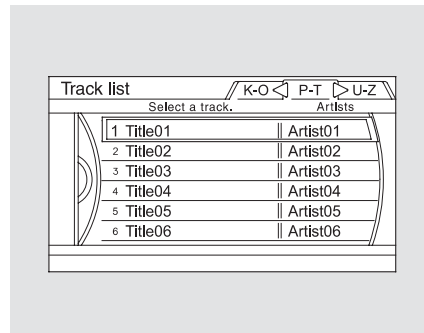 Track list K-O P-T U-Z
Select a track. Artists
1 Title01 Artist01
2 Title02 Artist02
3 Title03 Artist03
4 Title04 Artist04
5 Title05 Artist05
6 Title06 Artist06